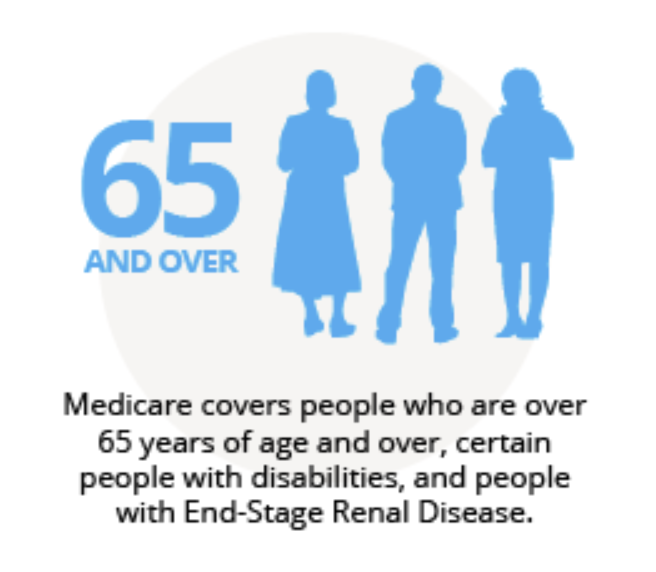 65
AND OVER
Medicare covers people who are over
65 years of age and over, certain
people with disabilities, and people
with End-Stage Renal Disease.